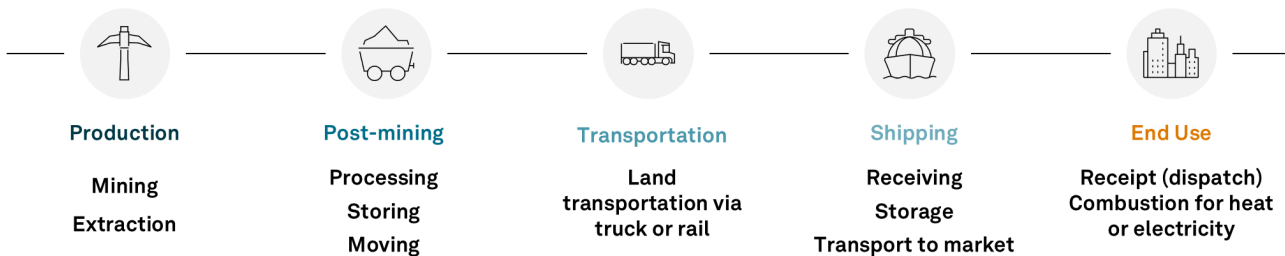 Production
Mining
Extraction
Post-mining
Processing
Storing
Moving
Transportation
Land
transportation via
truck or rail
Shipping
Receiving
Storage
Transport to market
End Use
Receipt (dispatch)
Combustion for heat
or electricity